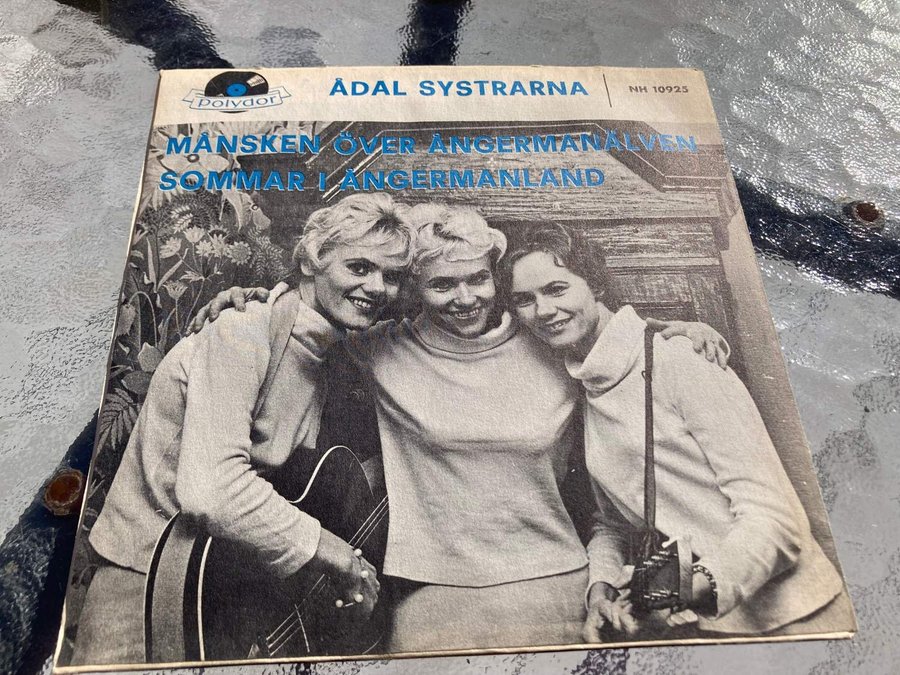 Polydor
ÅDAL SYSTRARNA
NH 10925
MÅNSKEN ÖVER ÅNGERMANÄLVEN
SOMMAR I ÅNGERMANLAND